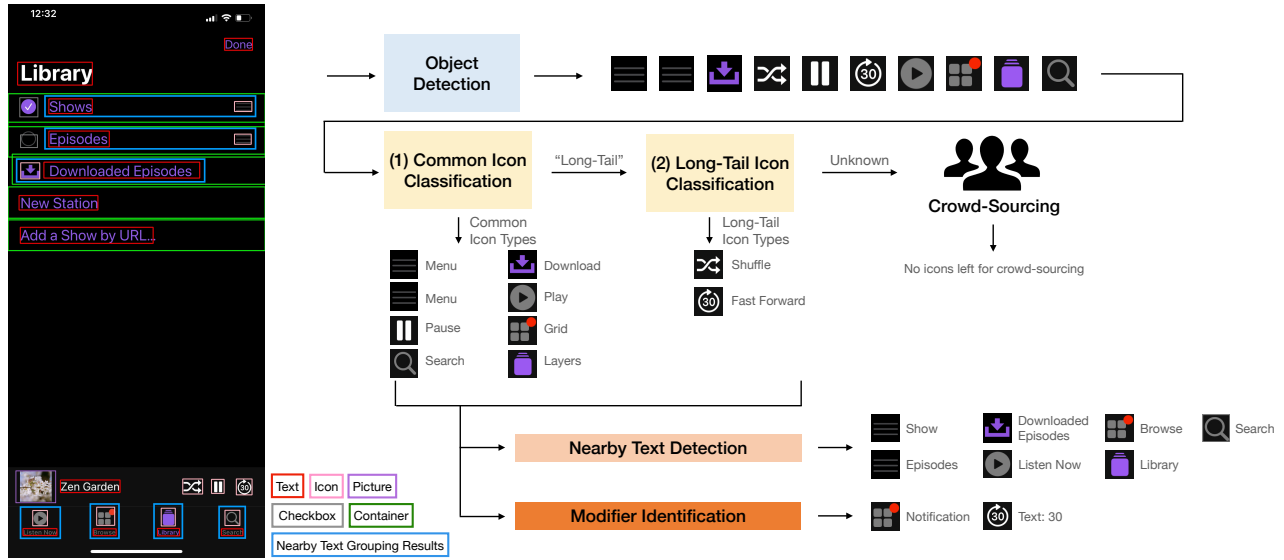 12:32
Done
Library
Shows
Episodes
Downloaded Episodes
New Station
Add a Show by URL...
Zen Garden
30
Listen Now
Browse
Library
Search
Text
Icon
Picture
Checkbox
Container
Nearby Text Grouping Results
Object
Detection
30
(1) Common Icon
Classification
"Long-Tail"
(2) Long-Tail Icon
Classification
Unknown
Crowd-Sourcing
No icons left for crowd-sourcing
Common
Icon Types
Menu
Download
Menu
Play
Pause
Grid
Search
Layers
Long-Tail
Icon Types
Shuffle
30
Fast Forward
Nearby Text Detection
Show
Downloaded
Episodes
Browse
Search
Episodes
Listen Now
Library
Modifier Identification
Notification
30
Text: 30